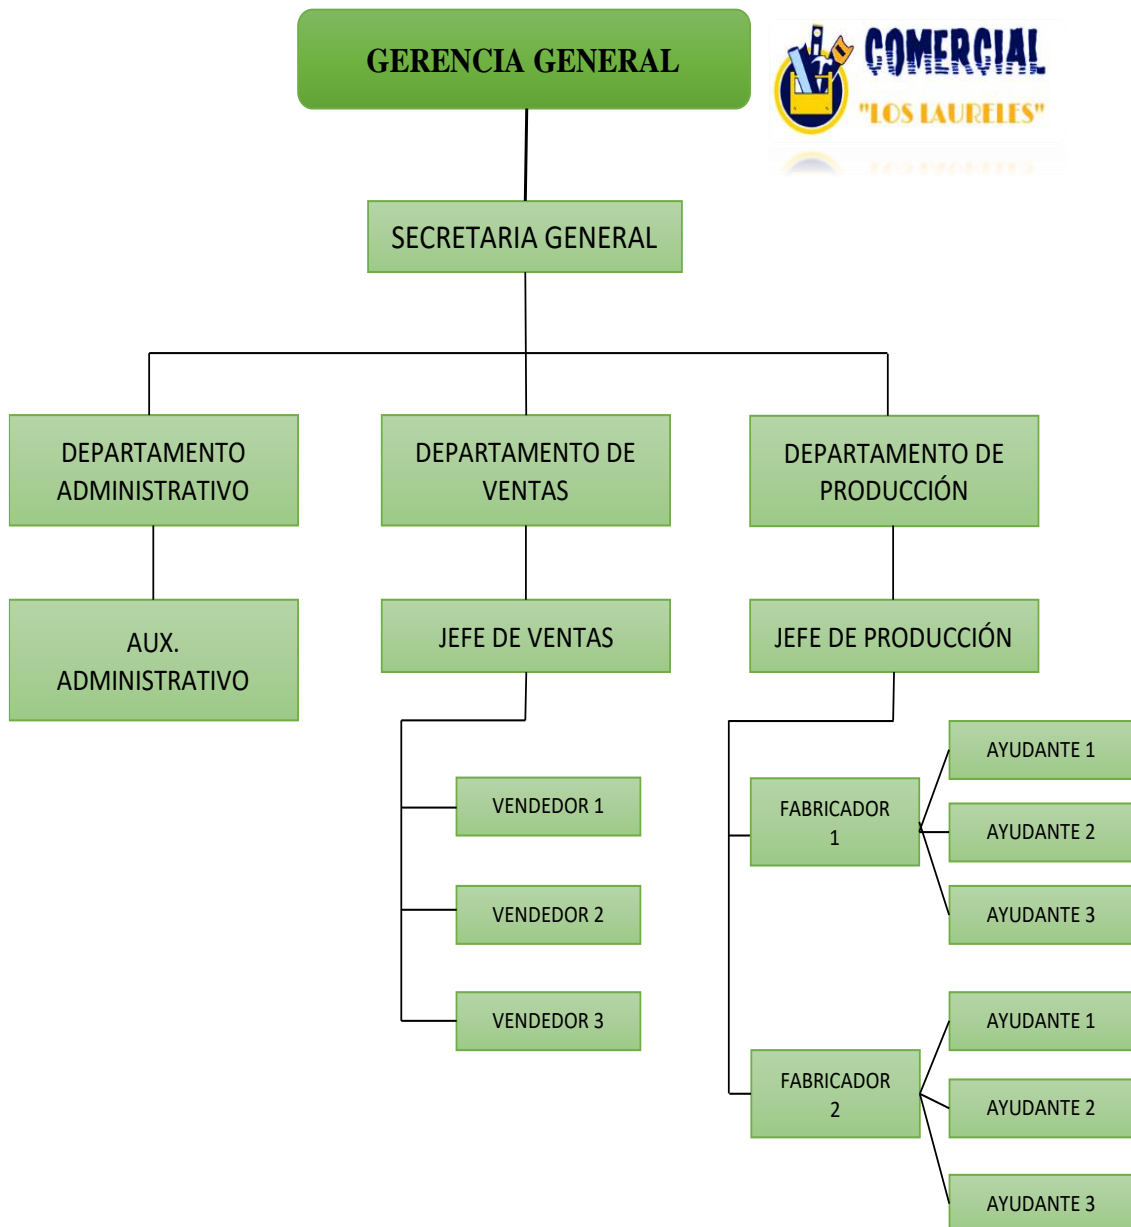 GERENCIA GENERAL
COMERCIAL
"LOS LAURELES"
SECRETARIA GENERAL
DEPARTAMENTO
ADMINISTRATIVO
DEPARTAMENTO DE
VENTAS
DEPARTAMENTO DE
PRODUCCIÓN
AUX.
ADMINISTRATIVO
JEFE DE VENTAS
JEFE DE PRODUCCIÓN
VENDEDOR 1
VENDEDOR 2
VENDEDOR 3
FABRICADOR
1
AYUDANTE 1
AYUDANTE 2
AYUDANTE 3
FABRICADOR
2
AYUDANTE 1
AYUDANTE 2
AYUDANTE 3